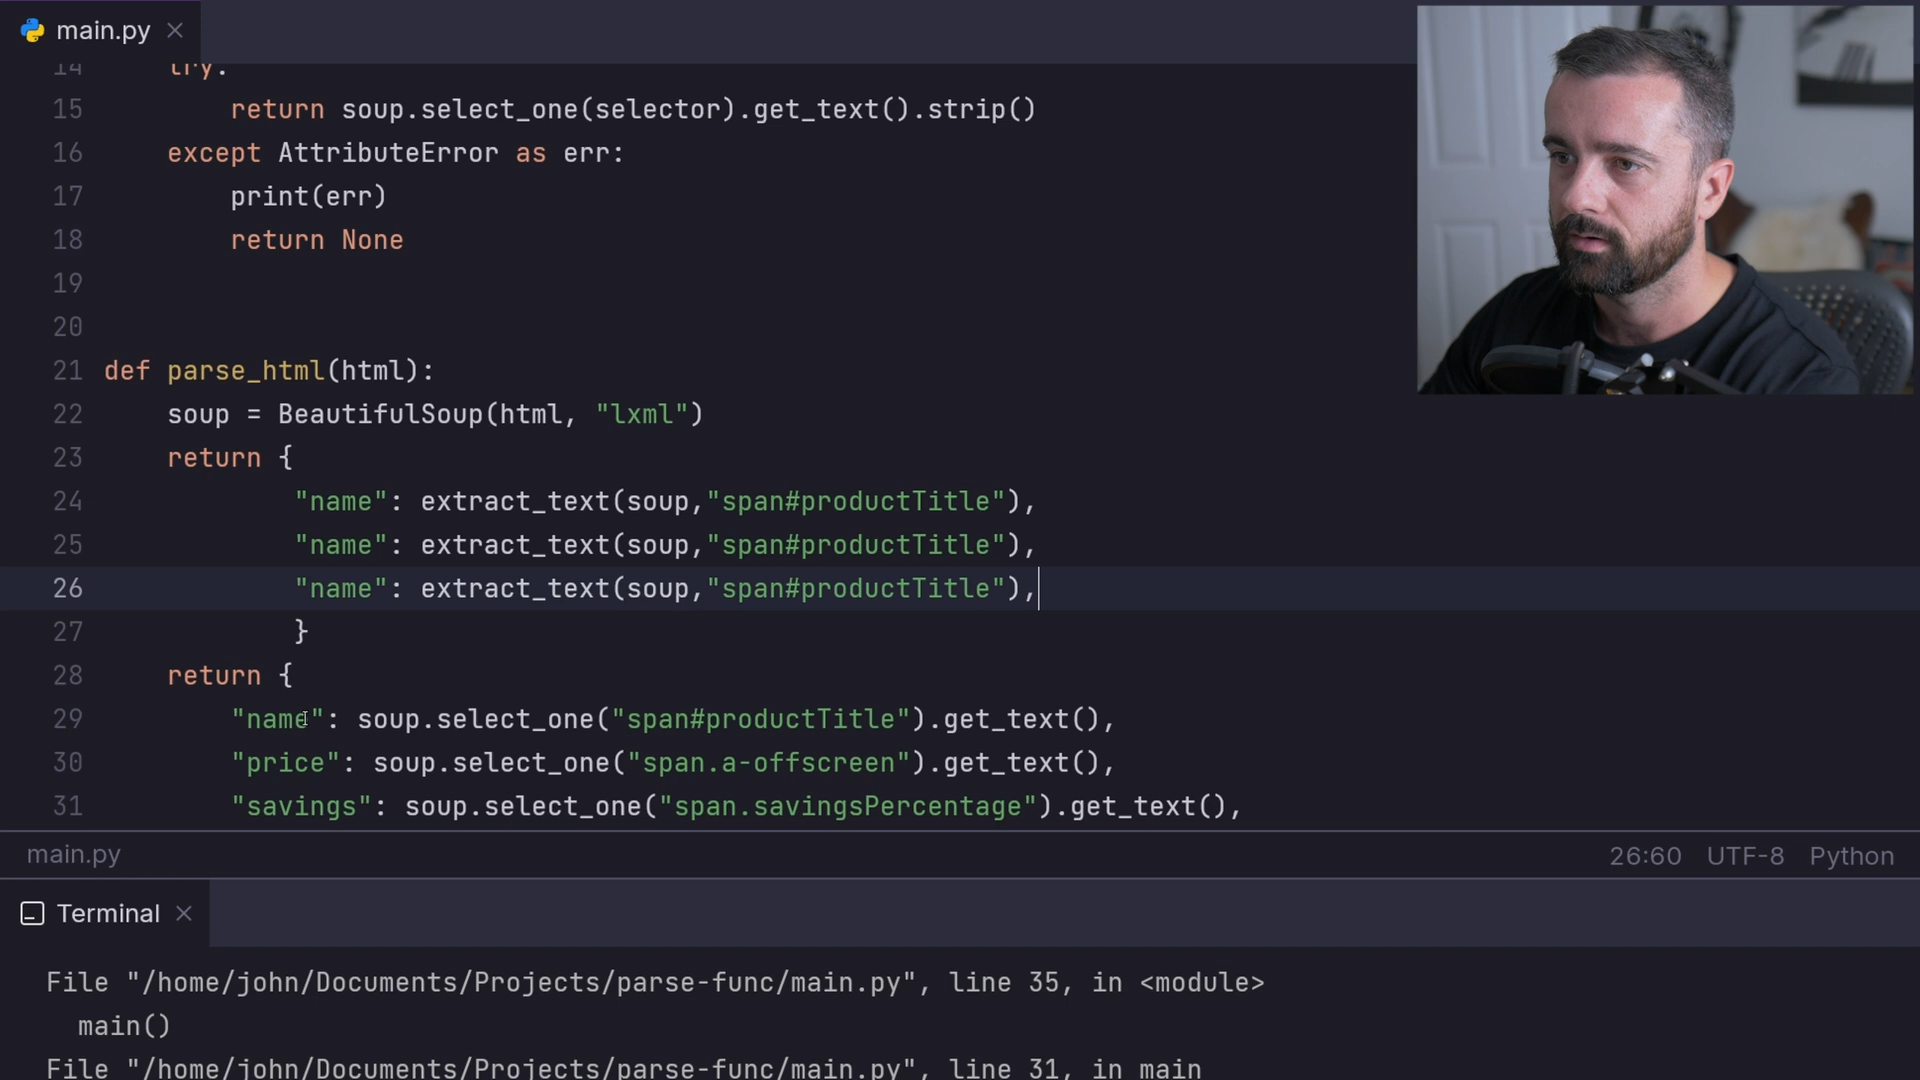 main.py
14 try:
15 return soup.select_one(selector).get_text().strip()
16 except AttributeError as err:
17 print(err)
18 return None
19
20
21 def parse_html(html):
22 soup = BeautifulSoup(html, "lxml")
23 return {
24 "name": extract_text(soup,"span#productTitle"),
25 "name": extract_text(soup,"span#productTitle"),
26 "name": extract_text(soup,"span#productTitle"),
27 }
28 return {
29 "name": soup.select_one("span#productTitle").get_text(),
30 "price": soup.select_one("span.a-offscreen").get_text(),
31 "savings": soup.select_one("span.savingsPercentage").get_text(),
main.py 26:60 UTF-8 Python
Terminal
File "/home/john/Documents/Projects/parse-func/main.py", line 35, in <module>
main()
File "/home/john/Documents/Projects/parse-func/main.py", line 31, in main